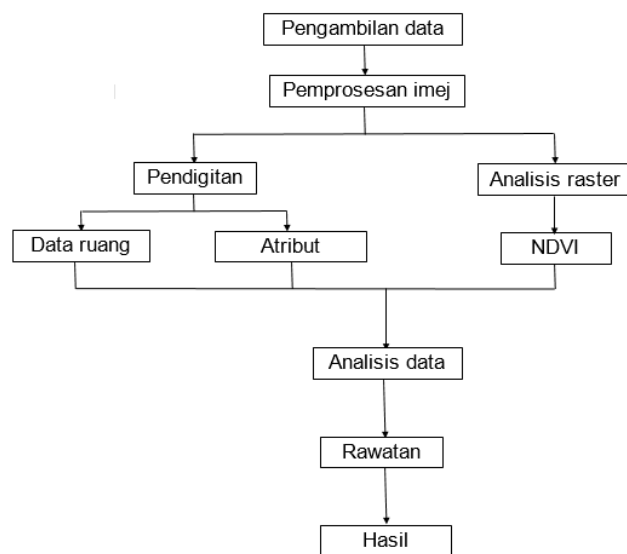 Pengambilan data
Pemprosesan imej
Pendigitan
Analisis raster
Data ruang
Atribut
NDVI
Analisis data
Rawatan
Hasil